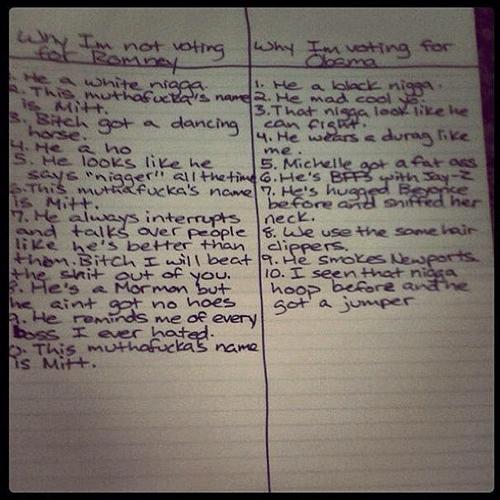 Why I'm not voting
for Romney
1. He a white nigga.
2. This muthafucka's name
is Mitt.
3. Bitch got a dancing
horse.
4. He a ho
5. He looks like he
says "nigger" all the time
6. This muthafucka's name
is Mitt.
7. He always interrupts
and talks over people
like he's better than
them. Bitch I will beat
the shit out of you.
8. He's a Mormon but
he aint got no hoes
9. He reminds me of every
boss I ever hated.
0. This muthafuckas name
is Mitt.
Why I'm voting for
Obama
1. He a black nigga.
2. He mad cool yo.
3. That nigga look like he
can fight.
4. He wears a durag like
me.
5. Michelle got a fat ass
6. He's BFFS with Jay-Z
7. He's hugged Beyonce
before and sniffed her
neck.
8. We use the same hair
clippers.
9. He smokes Newports.
10. I seen that nigga
hoop before and he
got a jumper